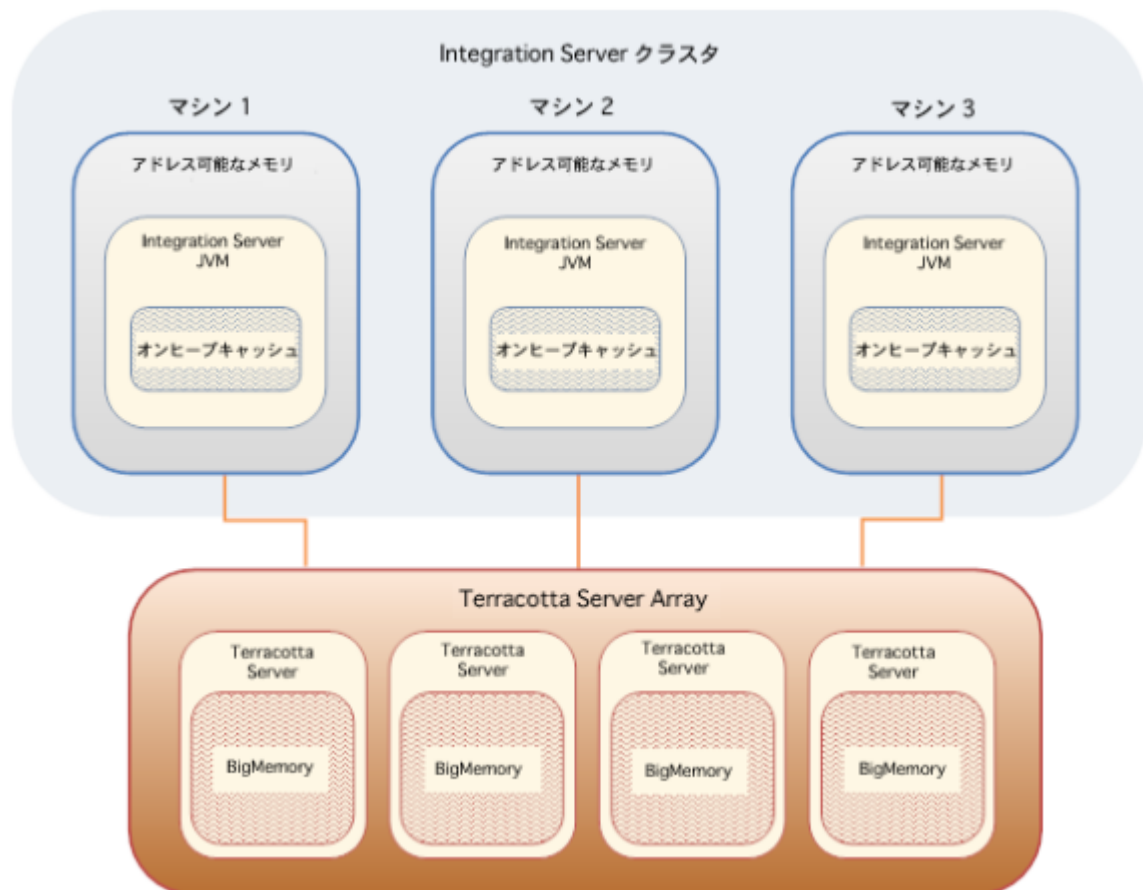 Integration Server クラスタ
マシン 1
マシン 2
マシン 3
アドレス可能なメモリ
アドレス可能なメモリ
アドレス可能なメモリ
Integration Server
JVM
Integration Server
JVM
Integration Server
JVM
オンヒープキャッシュ
オンヒープキャッシュ
オンヒープキャッシュ
Terracotta Server Array
Terracotta
Server
Terracotta
Server
Terracotta
Server
Terracotta
Server
BigMemory
BigMemory
BigMemory
BigMemory